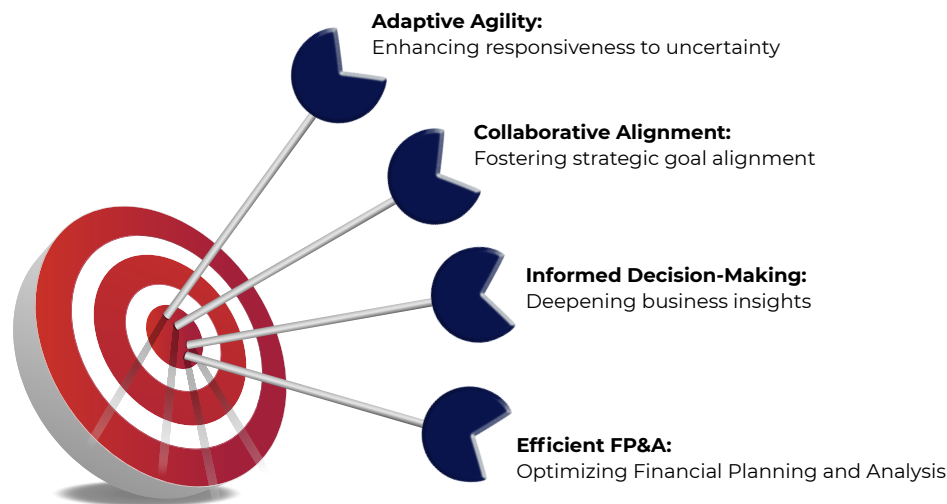 Adaptive Agility:
Enhancing responsiveness to uncertainty
Collaborative Alignment:
Fostering strategic goal alignment
Informed Decision-Making:
Deepening business insights
Efficient FP&A:
Optimizing Financial Planning and Analysis